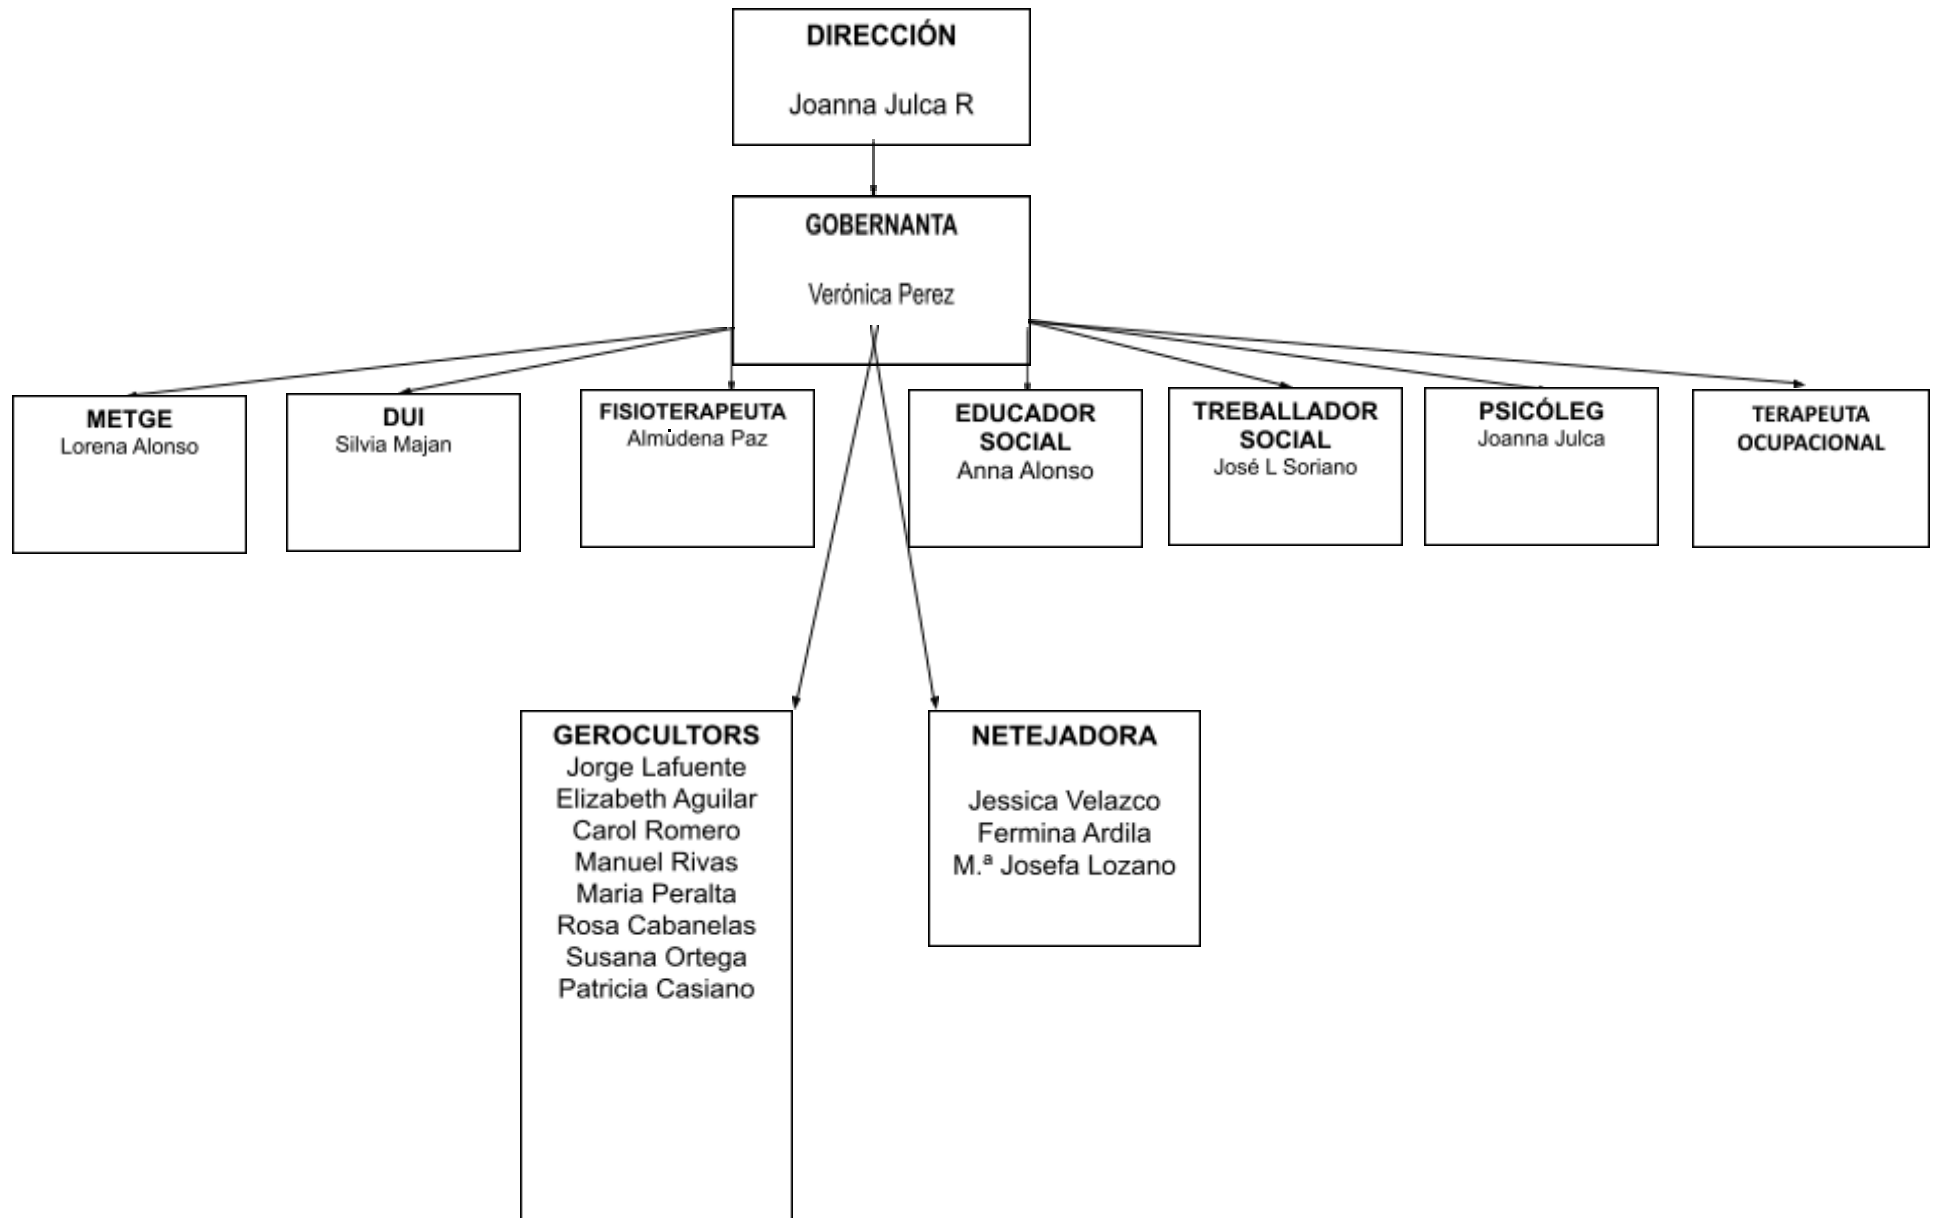 DIRECCIÓN
Joanna Julca R
GOBERNANTA
Verónica Perez
METGE
Lorena Alonso
DUI
Silvia Majan
FISIOTERAPEUTA
Almudena Paz
EDUCADOR
SOCIAL
Anna Alonso
TREBALLADOR
SOCIAL
José L Soriano
PSICÓLEG
Joanna Julca
TERAPEUTA
OCUPACIONAL
GEROCULTORS
Jorge Lafuente
Elizabeth Aguilar
Carol Romero
Manuel Rivas
Maria Peralta
Rosa Cabanelas
Susana Ortega
Patricia Casiano
NETEJADORA
Jessica Velazco
Fermina Ardila
M.ª Josefa Lozano